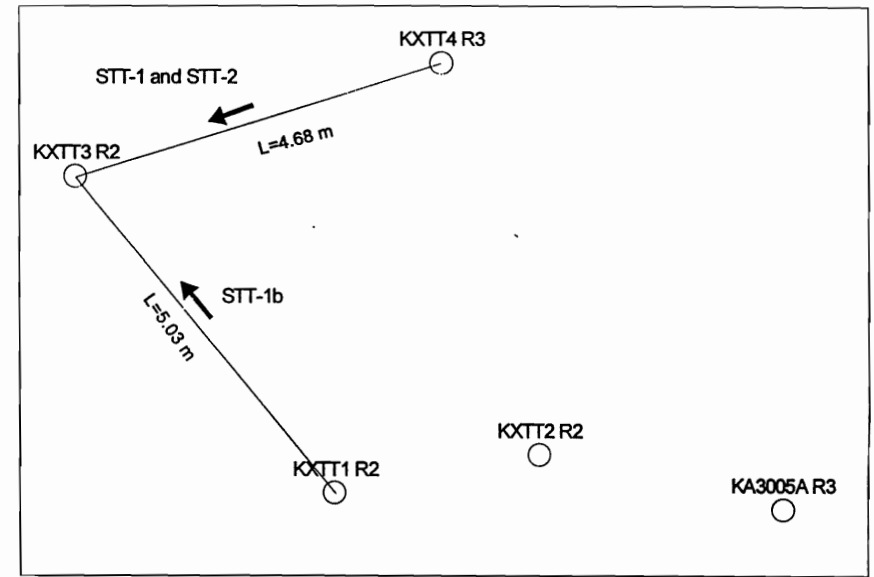 KXTT4 R3
STT-1 and STT-2
L=4.68 m
KXTT3 R2
STT-1b
L=5.03 m
KXTT2 R2
KXTT1 R2
KA3005A R3